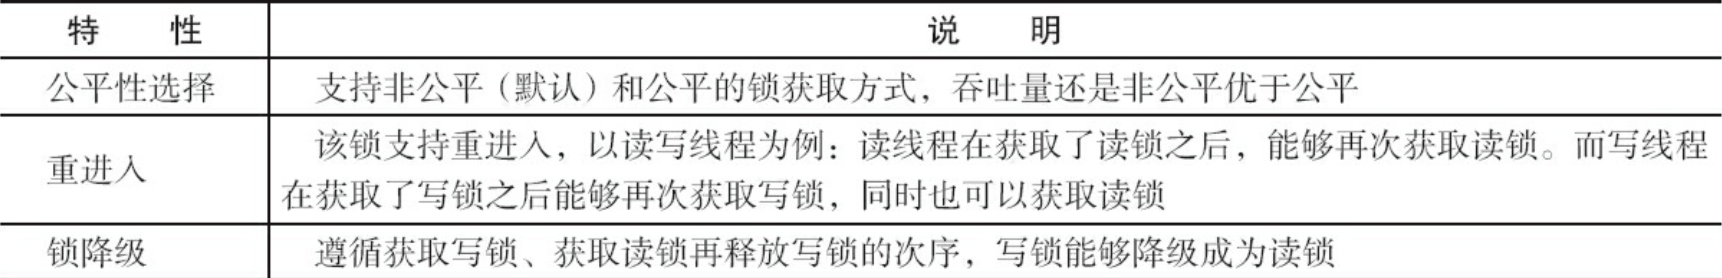 特 性 说 明
公平性选择 支持非公平（默认）和公平的锁获取方式，吞吐量还是非公平优于公平
重进入 该锁支持重进入，以读写线程为例：读线程在获取了读锁之后，能够再次获取读锁。而写线程
在获取了写锁之后能够再次获取写锁，同时也可以获取读锁
锁降级 遵循获取写锁、获取读锁再释放写锁的次序，写锁能够降级成为读锁